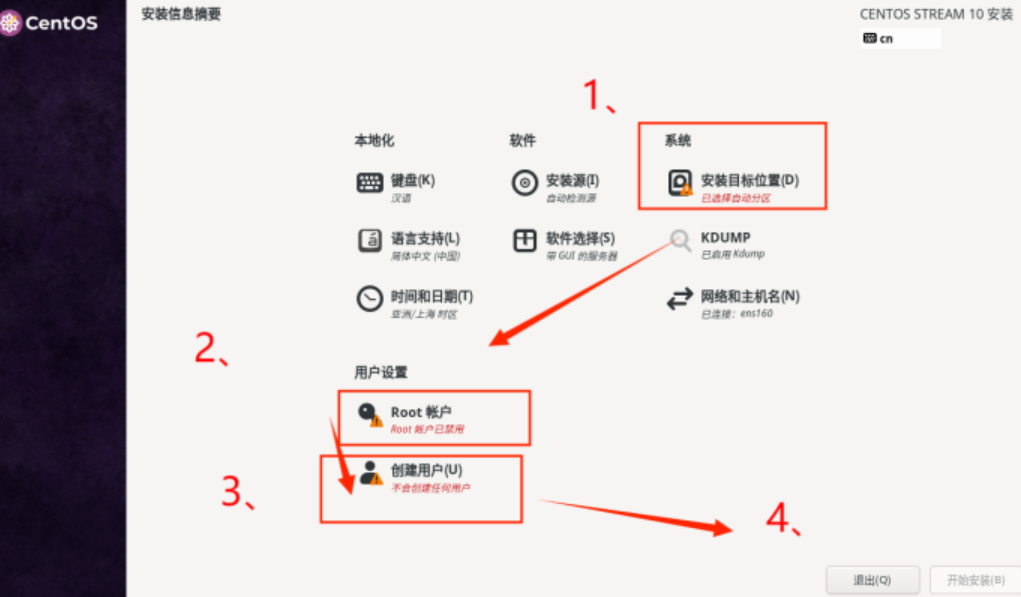 CentOS
安装信息摘要
CENTOS STREAM 10 安装
cn
1、
本地化
软件
系统
键盘(K)
汉语
安装源(I)
自动检测源
安装目标位置(D)
已选择自动分区
语言支持(L)
简体中文 (中国)
软件选择(S)
带 GUI 的服务器
KDUMP
已启用 Kdump
时间和日期(T)
亚洲/上海 时区
网络和主机名(N)
已连接：ens160
2、
用户设置
Root 帐户
Root 帐户已禁用
3、
创建用户(U)
不会创建任何用户
4、
退出(Q)
开始安装(B)